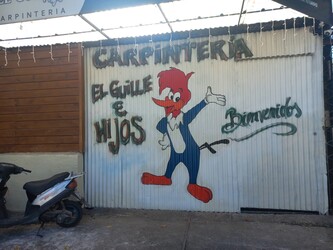 CARPINTERIA
CARPINTERIA
EL GUILLE
E
HIJOS
Bienvenidos